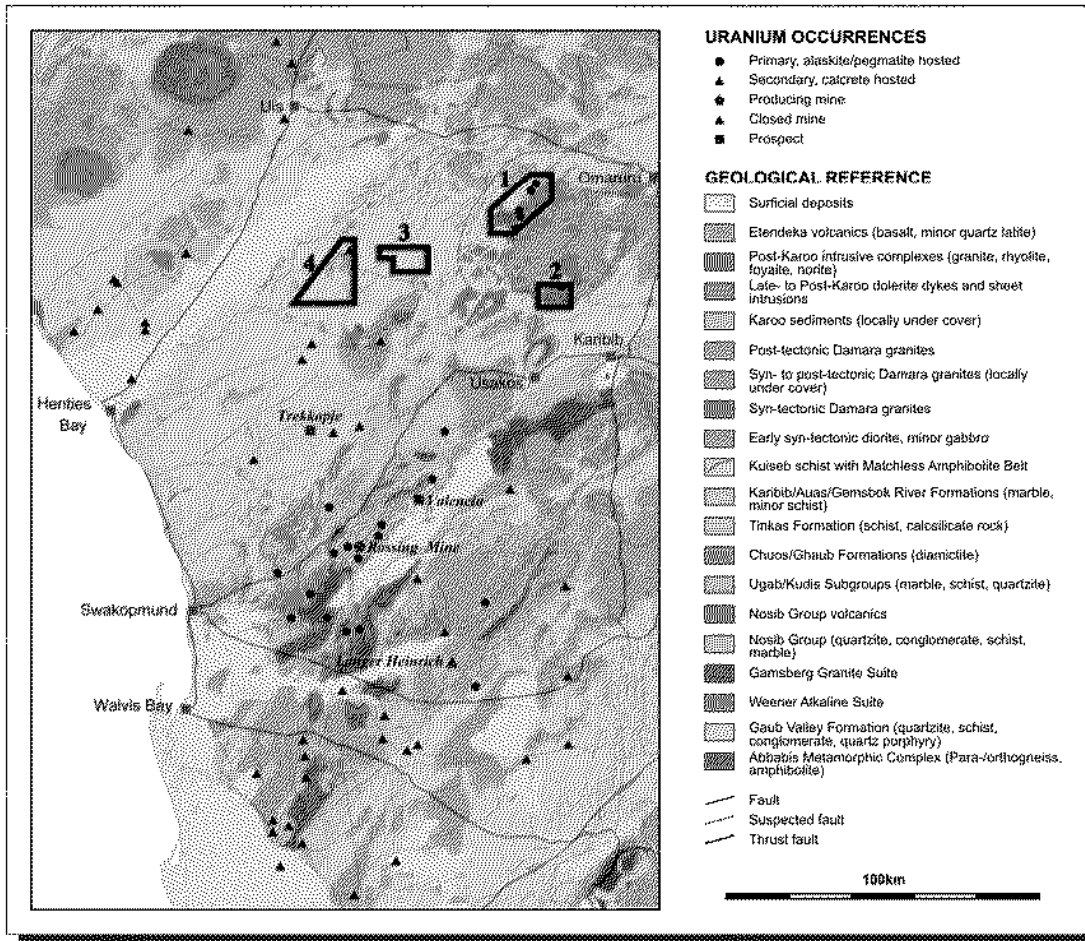 Uis
Omaruru
1
3
4
2
Karibib
Usakos
Henties
Bay
Trekkopje
Valencia
Rossing Mine
Swakopmund
Langer Heinrich
Walvis Bay
URANIUM OCCURRENCES
Primary, alaskite/pegmatite hosted
Secondary, calcrete hosted
Producing mine
Closed mine
Prospect
GEOLOGICAL REFERENCE
Surficial deposits
Etendeka volcanics (basalt, minor quartz latite)
Post-Karoo intrusive complexes (granite, rhyolite,
foyaite, norite)
Late- to Post-Karoo dolerite dykes and sheet
intrusions
Karoo sediments (locally under cover)
Post-tectonic Damara granites
Syn- to post-tectonic Damara granites (locally
under cover)
Syn-tectonic Damara granites
Early syn-tectonic diorite, minor gabbro
Kuiseb schist with Matchless Amphibolite Belt
Karibib/Auas/Gemsbok River Formations (marble,
minor schist)
Tinkas Formation (schist, calcsilicate rock)
Chuos/Ghaub Formations (diamictite)
Ugab/Kudis Subgroups (marble, schist, quartzite)
Nosib Group volcanics
Nosib Group (quartzite, conglomerate, schist,
marble)
Gamsberg Granite Suite
Weener Alkaline Suite
Gaub Valley Formation (quartzite, schist,
conglomerate, quartz porphyry)
Abbabis Metamorphic Complex (Para-/orthogneiss,
amphibolite)
Fault
Suspected fault
Thrust fault
100km